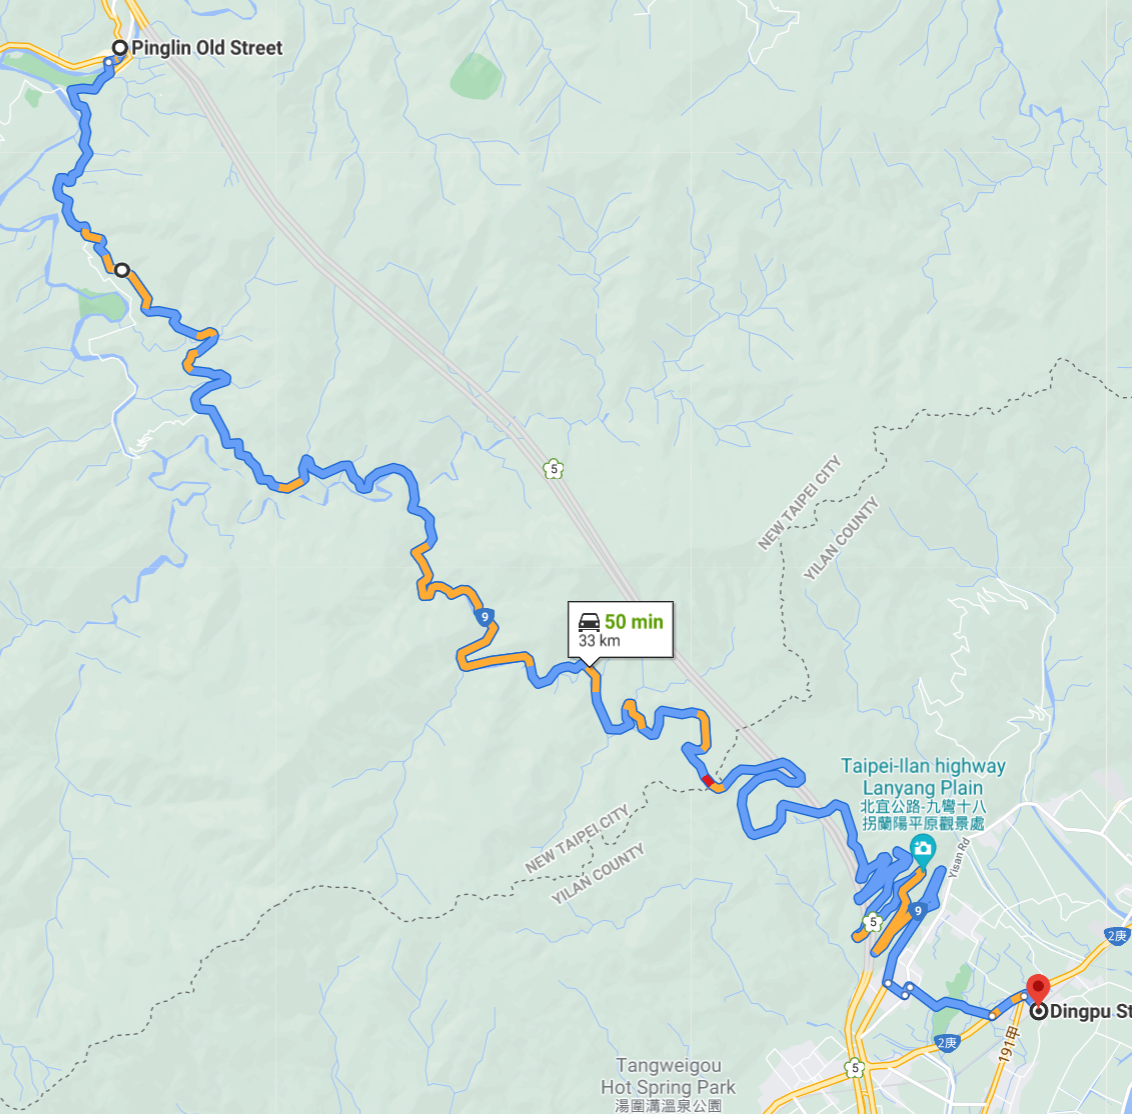 Pinglin Old Street
5
NEW TAIPEI CITY
YILAN COUNTY
9
50 min
33 km
Taipei-Ilan highway
Lanyang Plain
北宜公路-九彎十八
拐蘭陽平原觀景處
NEW TAIPEI CITY
YILAN COUNTY
Yisan Rd
9
5
2庚
Dingpu St
2庚
191甲
5
Tangweigou
Hot Spring Park
湯圍溝溫泉公園